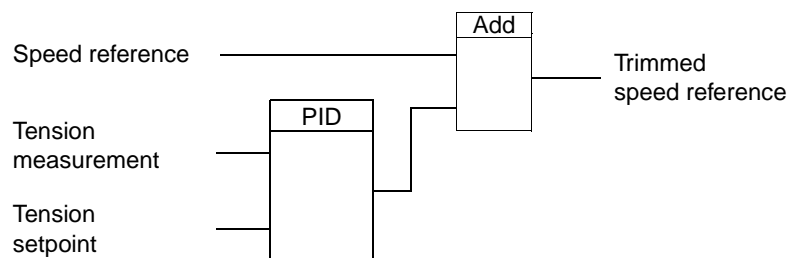 Add
Speed reference
Trimmed
speed reference
PID
Tension
measurement
Tension
setpoint